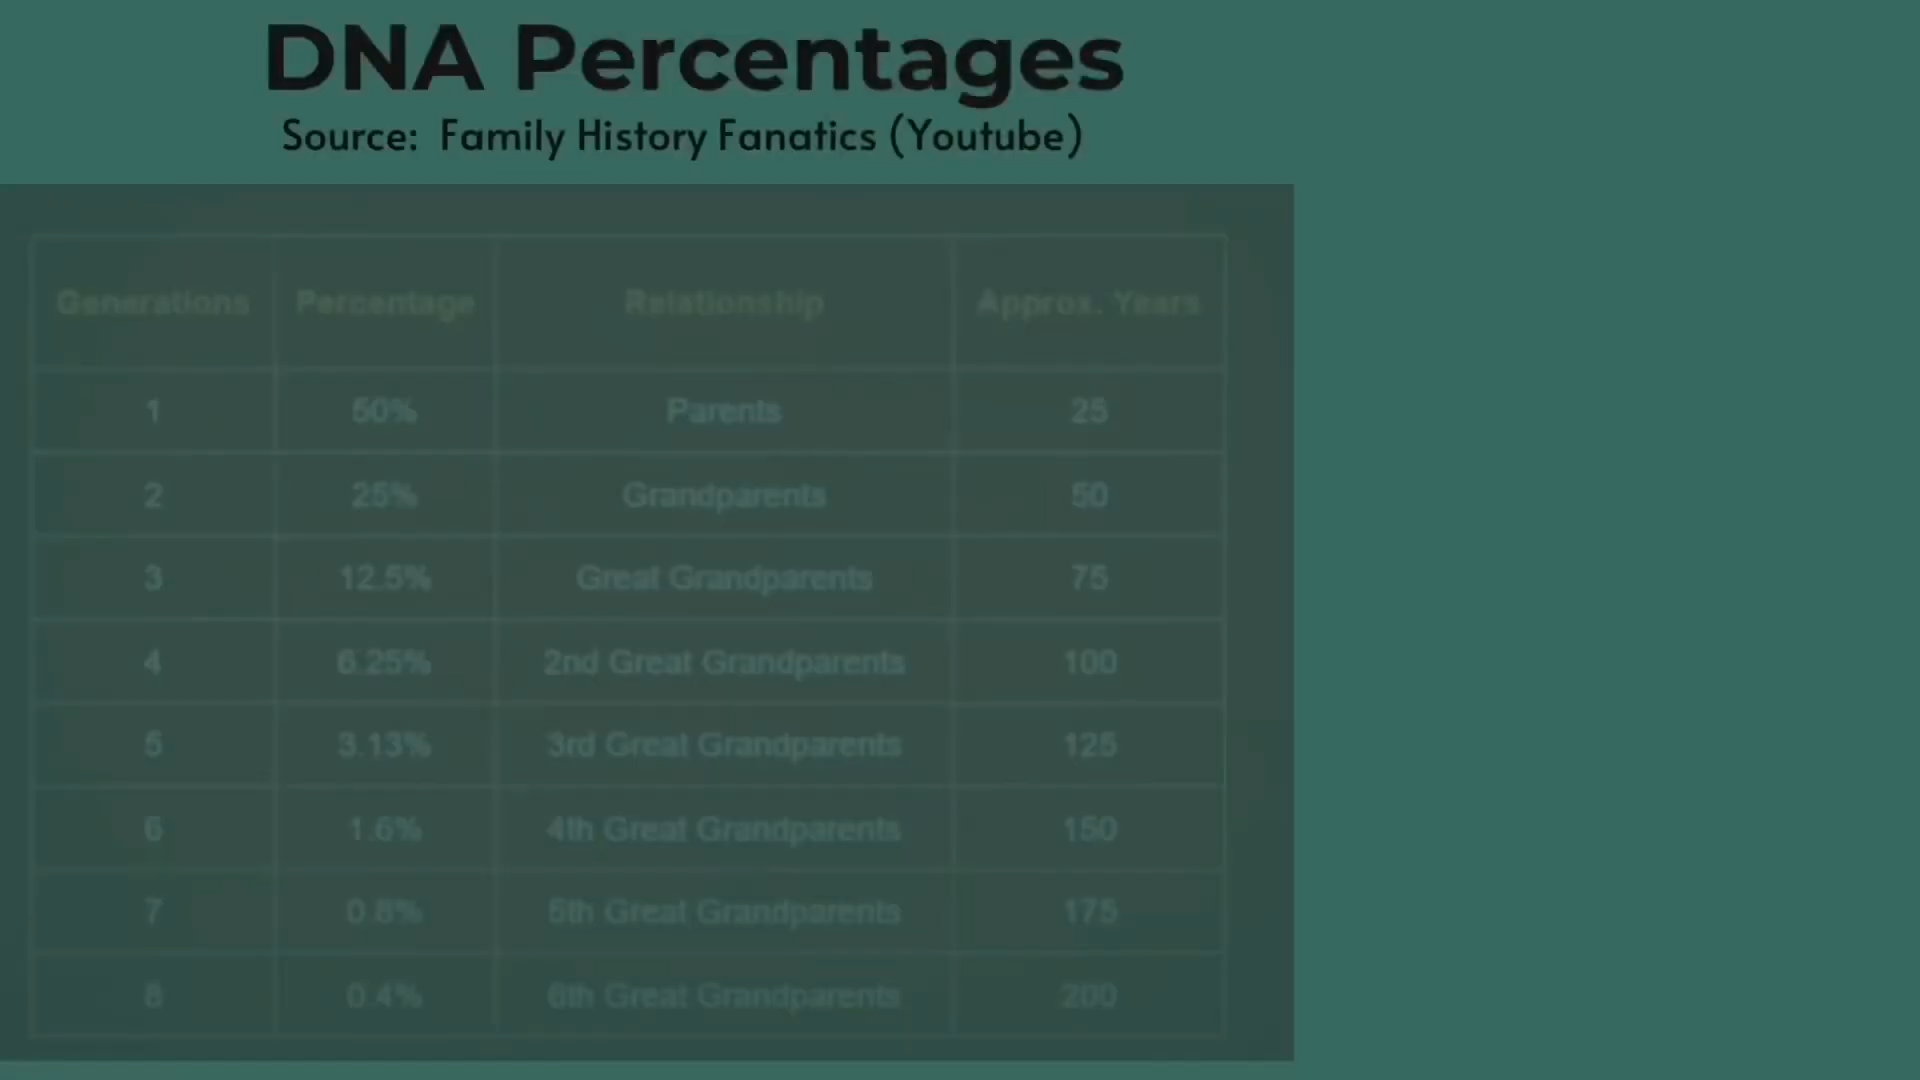 DNA Percentages
Source: Family History Fanatics (Youtube)
Generations Percentage Relationship Approx. Years
1 50% Parents 25
2 25% Grandparents 50
3 12.5% Great Grandparents 75
4 6.25% 2nd Great Grandparents 100
5 3.13% 3rd Great Grandparents 125
6 1.6% 4th Great Grandparents 150
7 0.8% 5th Great Grandparents 175
8 0.4% 6th Great Grandparents 200